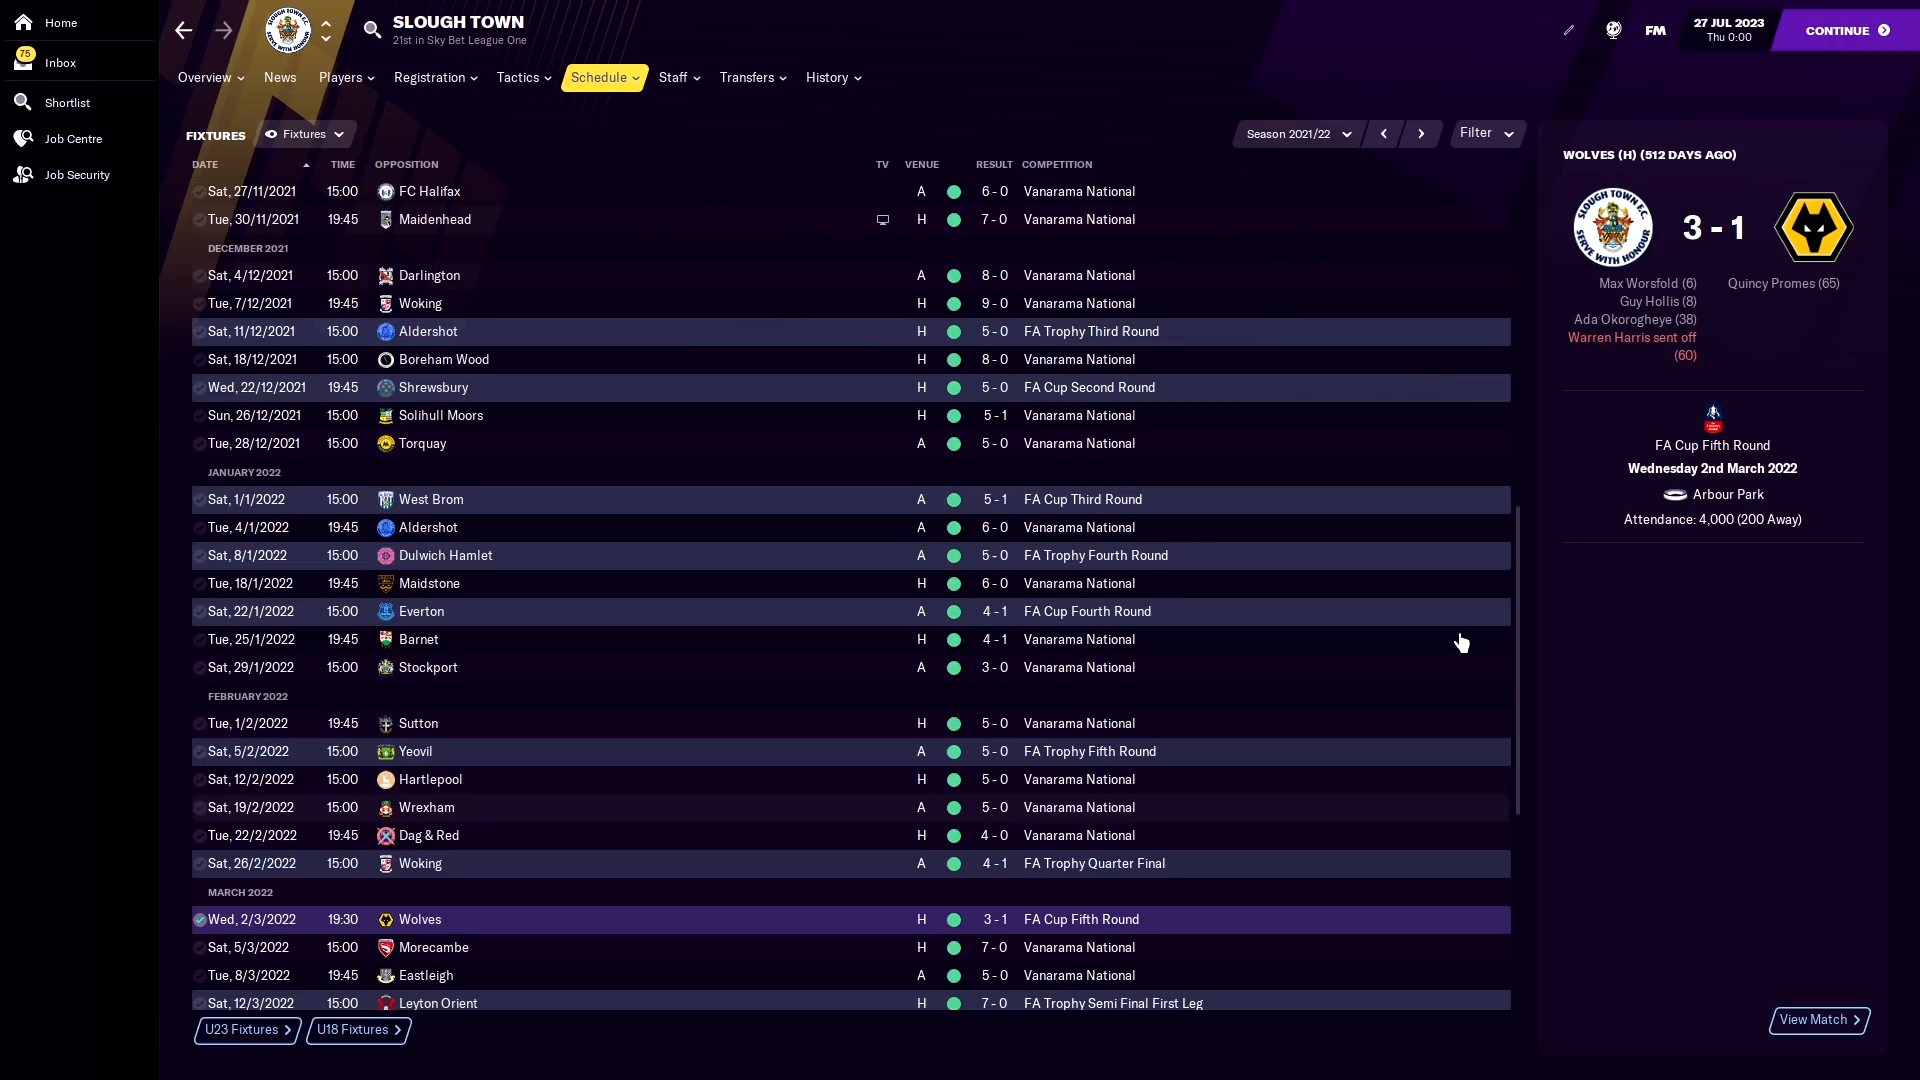 Home
75
Inbox
Shortlist
Job Centre
Job Security
SLOUGH TOWN F.C.
SERVE WITH HONOUR
SLOUGH TOWN
21st in Sky Bet League One
FM
27 JUL 2023
Thu 0:00
CONTINUE
Overview
News
Players
Registration
Tactics
Schedule
Staff
Transfers
History
FIXTURES
Fixtures
Season 2021/22
Filter
DATE TIME OPPOSITION TV VENUE RESULT COMPETITION
Sat, 27/11/2021 15:00 FC Halifax A 6 - 0 Vanarama National
Tue, 30/11/2021 19:45 Maidenhead H 7 - 0 Vanarama National
DECEMBER 2021
Sat, 4/12/2021 15:00 Darlington A 8 - 0 Vanarama National
Tue, 7/12/2021 19:45 Woking H 9 - 0 Vanarama National
Sat, 11/12/2021 15:00 Aldershot H 5 - 0 FA Trophy Third Round
Sat, 18/12/2021 15:00 Boreham Wood H 8 - 0 Vanarama National
Wed, 22/12/2021 19:45 Shrewsbury H 5 - 0 FA Cup Second Round
Sun, 26/12/2021 15:00 Solihull Moors H 5 - 1 Vanarama National
Tue, 28/12/2021 15:00 Torquay A 5 - 0 Vanarama National
JANUARY 2022
Sat, 1/1/2022 15:00 West Brom A 5 - 1 FA Cup Third Round
Tue, 4/1/2022 19:45 Aldershot A 6 - 0 Vanarama National
Sat, 8/1/2022 15:00 Dulwich Hamlet A 5 - 0 FA Trophy Fourth Round
Tue, 18/1/2022 19:45 Maidstone H 6 - 0 Vanarama National
Sat, 22/1/2022 15:00 Everton A 4 - 1 FA Cup Fourth Round
Tue, 25/1/2022 19:45 Barnet H 4 - 1 Vanarama National
Sat, 29/1/2022 15:00 Stockport A 3 - 0 Vanarama National
FEBRUARY 2022
Tue, 1/2/2022 19:45 Sutton H 5 - 0 Vanarama National
Sat, 5/2/2022 15:00 Yeovil A 5 - 0 FA Trophy Fifth Round
Sat, 12/2/2022 15:00 Hartlepool H 5 - 0 Vanarama National
Sat, 19/2/2022 15:00 Wrexham A 5 - 0 Vanarama National
Tue, 22/2/2022 19:45 Dag & Red H 4 - 0 Vanarama National
Sat, 26/2/2022 15:00 Woking A 4 - 1 FA Trophy Quarter Final
MARCH 2022
Wed, 2/3/2022 19:30 Wolves H 3 - 1 FA Cup Fifth Round
Sat, 5/3/2022 15:00 Morecambe H 7 - 0 Vanarama National
Tue, 8/3/2022 19:45 Eastleigh A 5 - 0 Vanarama National
Sat, 12/3/2022 15:00 Leyton Orient H 7 - 0 FA Trophy Semi Final First Leg
U23 Fixtures
U18 Fixtures
WOLVES (H) (512 DAYS AGO)
SLOUGH TOWN F.C.
SERVE WITH HONOUR
3 - 1
Max Worsfold (6)
Guy Hollis (8)
Ada Okorogheye (38)
Warren Harris sent off
(60)
Quincy Promes (65)
FA Cup Fifth Round
Wednesday 2nd March 2022
Arbour Park
Attendance: 4,000 (200 Away)
View Match